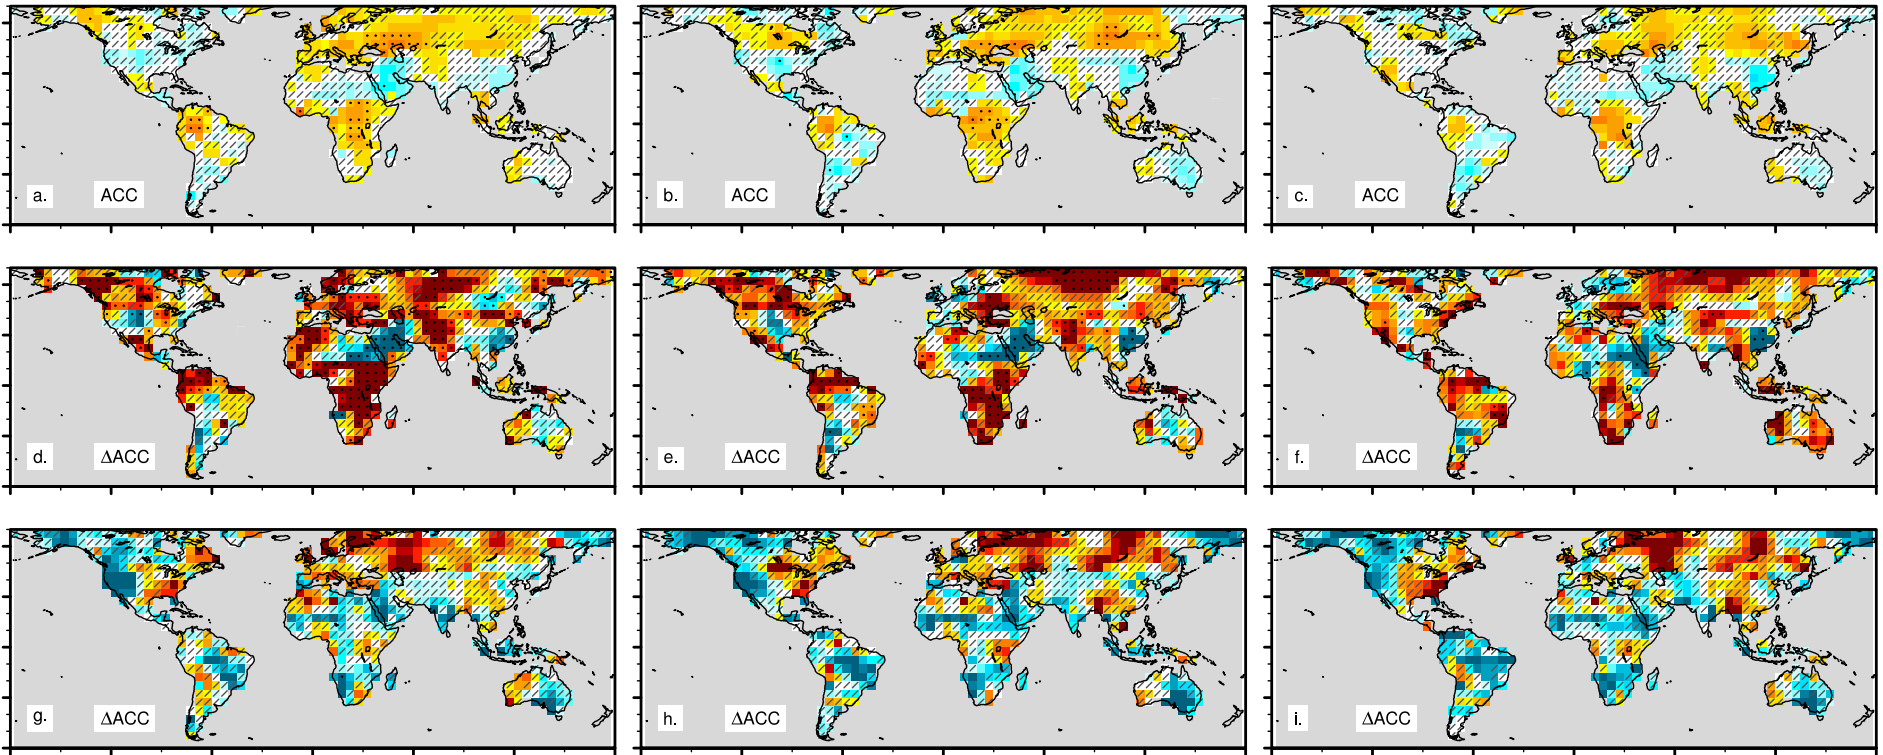 a. ACC
b. ACC
c. ACC
d. ΔACC
e. ΔACC
f. ΔACC
g. ΔACC
h. ΔACC
i. ΔACC